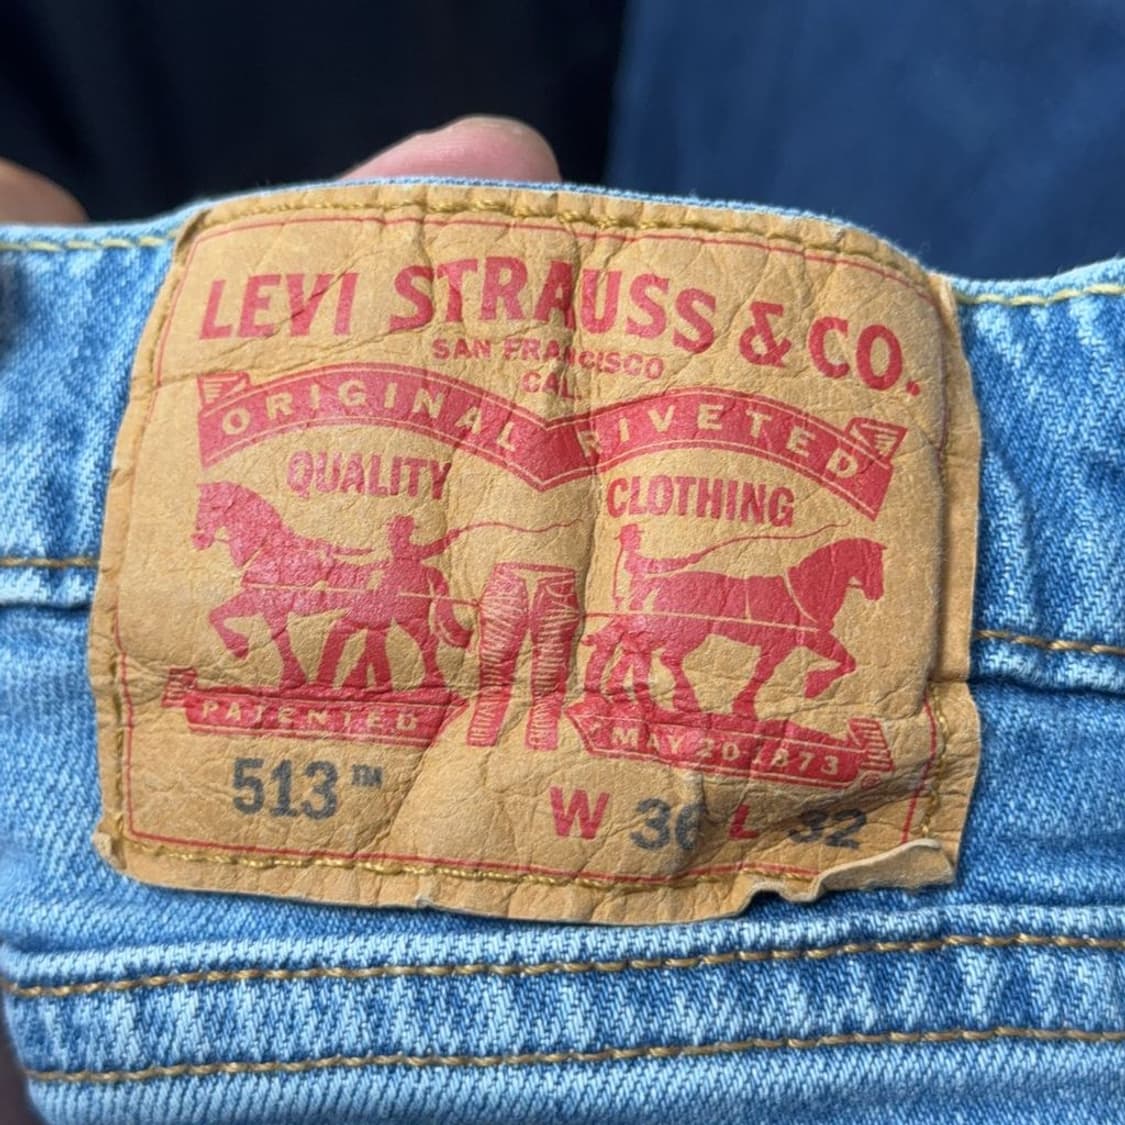 LEVI STRAUSS & CO.
SAN FRANCISCO
CAL.
ORIGINAL RIVETED
QUALITY CLOTHING
PATENTED MAY 20 1873
513™ W 36 L 32